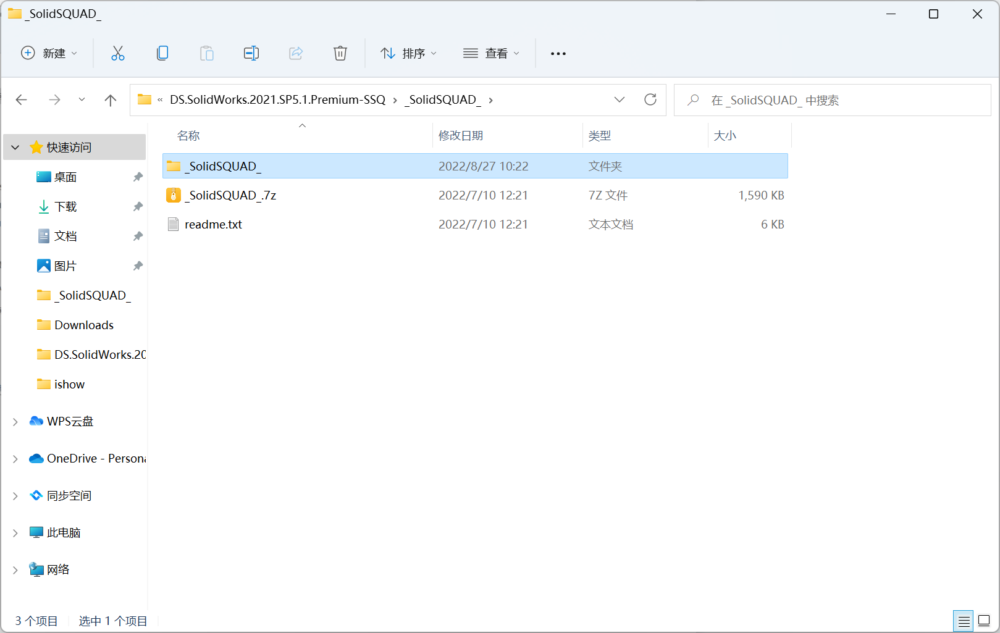 _SolidSQUAD_
新建
排序
查看
« DS.SolidWorks.2021.SP5.1.Premium-SSQ › _SolidSQUAD_ ›
在 _SolidSQUAD_ 中搜索
名称 修改日期 类型 大小
_SolidSQUAD_ 2022/8/27 10:22 文件夹
_SolidSQUAD_.7z 2022/7/10 12:21 7Z 文件 1,590 KB
readme.txt 2022/7/10 12:21 文本文档 6 KB
快速访问
桌面
下载
文档
图片
_SolidSQUAD_
Downloads
DS.SolidWorks.20
ishow
WPS云盘
OneDrive - Persona
同步空间
此电脑
网络
3 个项目 选中 1 个项目